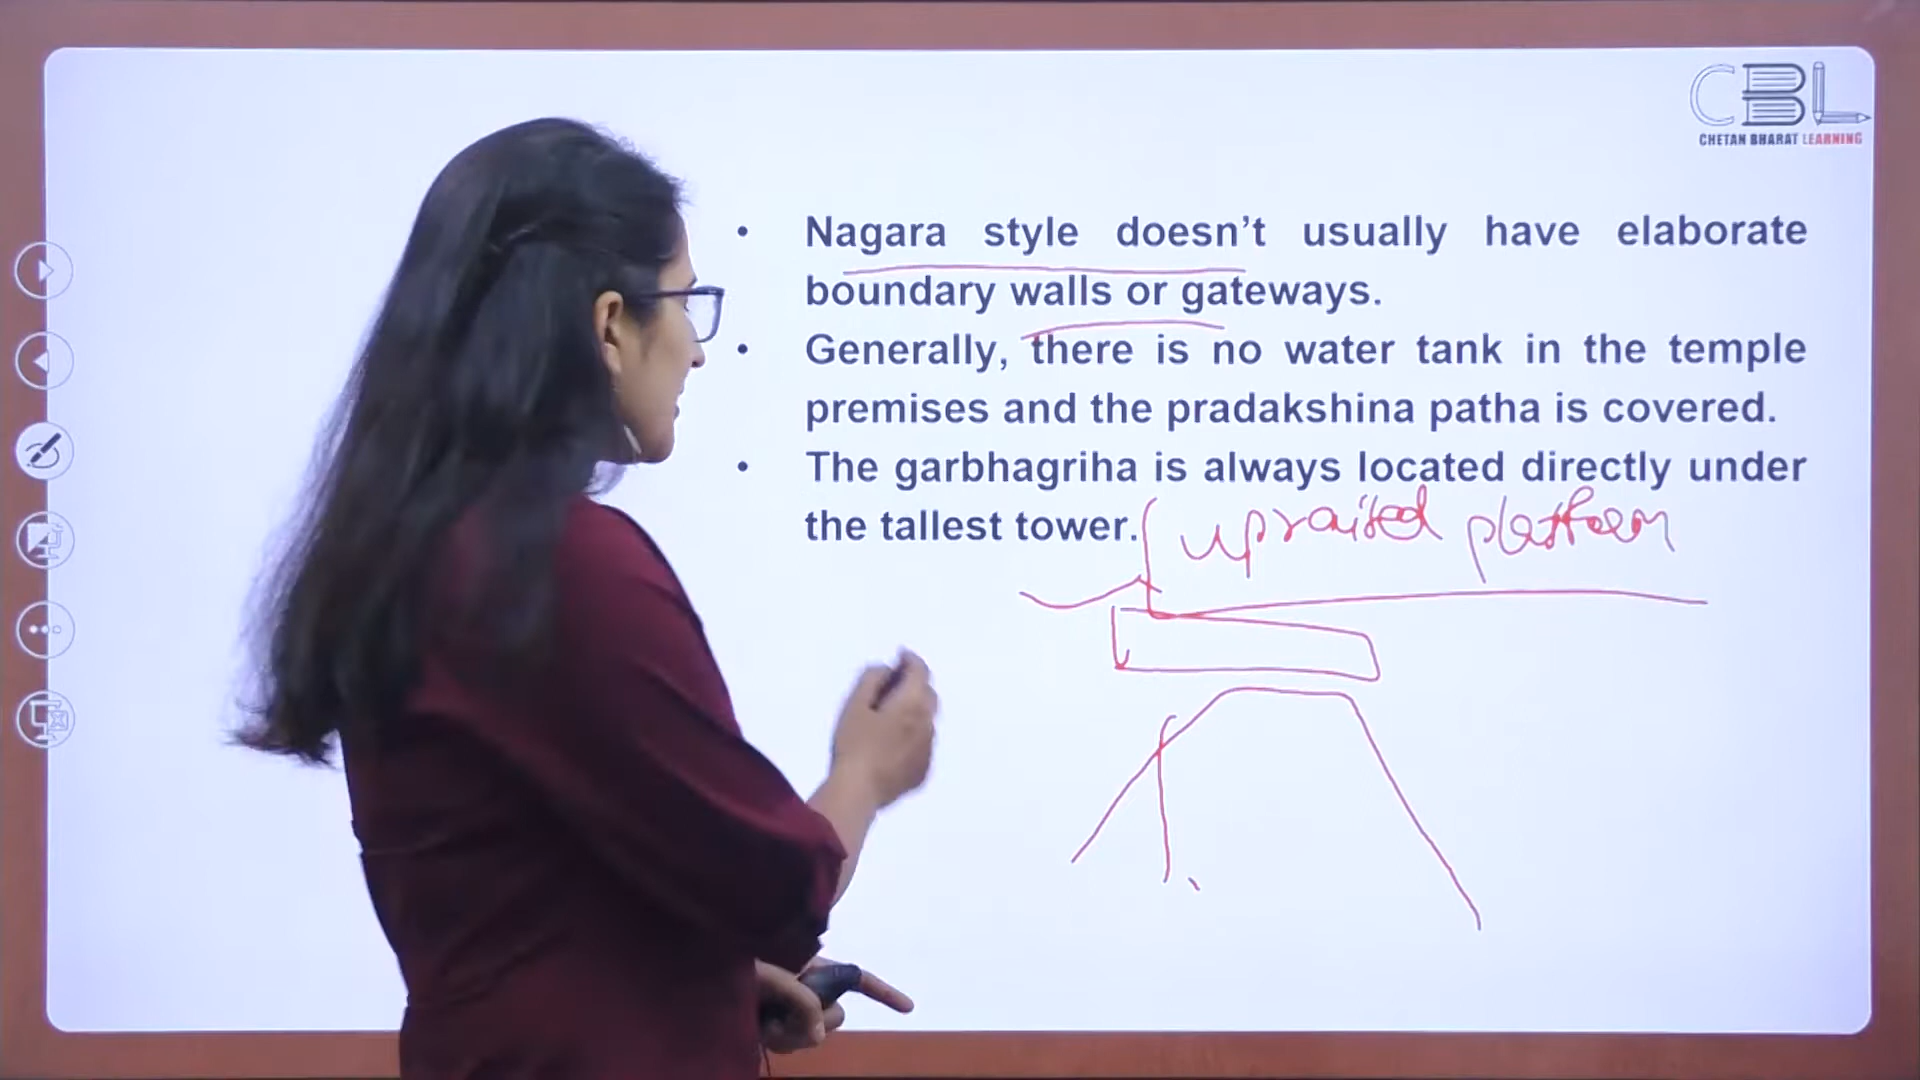 CBL
CHETAN BHARAT LEARNING
• Nagara style doesn't usually have elaborate
boundary walls or gateways.
• Generally, there is no water tank in the temple
premises and the pradakshina patha is covered.
• The garbhagriha is always located directly under
the tallest tower.
upraised platform